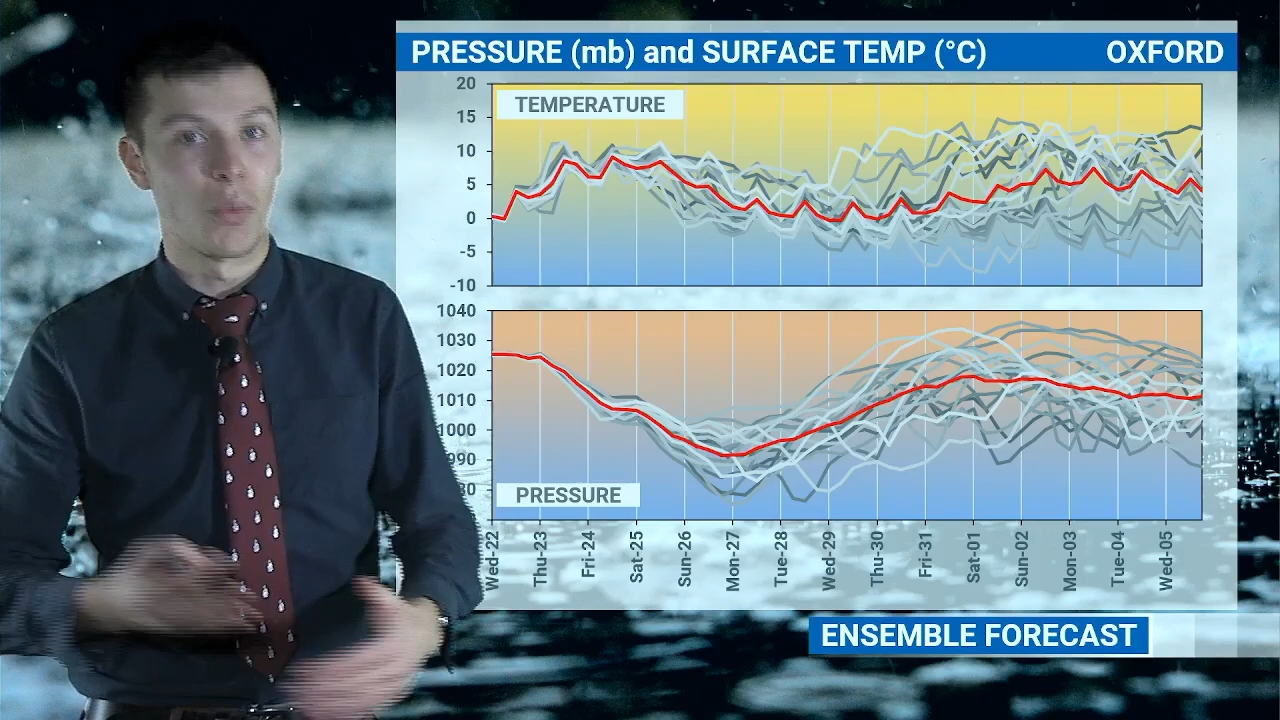 PRESSURE (mb) and SURFACE TEMP (°C) OXFORD
TEMPERATURE
20
15
10
5
0
-5
-10
1040
1030
1020
1010
1000
990
PRESSURE
Wed-22 Thu-23 Fri-24 Sat-25 Sun-26 Mon-27 Tue-28 Wed-29 Thu-30 Fri-31 Sat-01 Sun-02 Mon-03 Tue-04 Wed-05
ENSEMBLE FORECAST